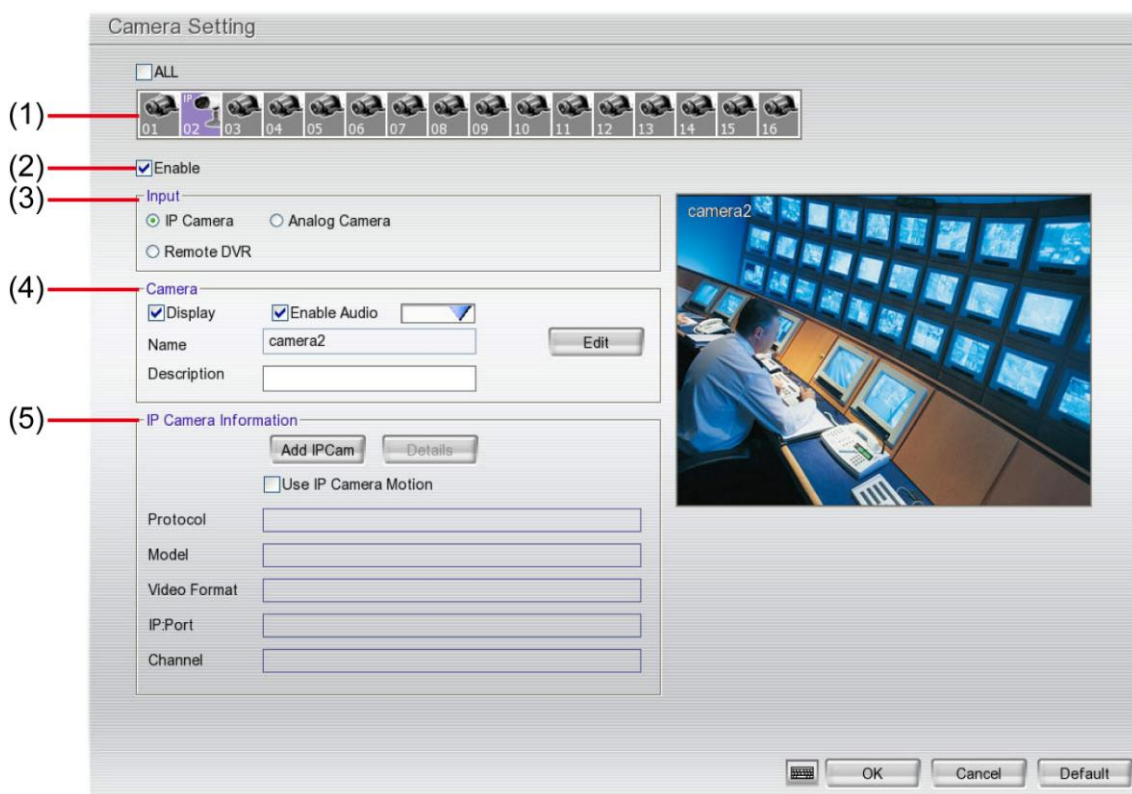 Camera Setting
ALL
(1)
IP
01 02 03 04 05 06 07 08 09 10 11 12 13 14 15 16
(2)
Enable
(3)
Input
IP Camera Analog Camera
Remote DVR
camera2
(4)
Camera
Display Enable Audio
Name camera2 Edit
Description
(5)
IP Camera Information
Add IPCam Details
Use IP Camera Motion
Protocol
Model
Video Format
IP:Port
Channel
OK Cancel Default